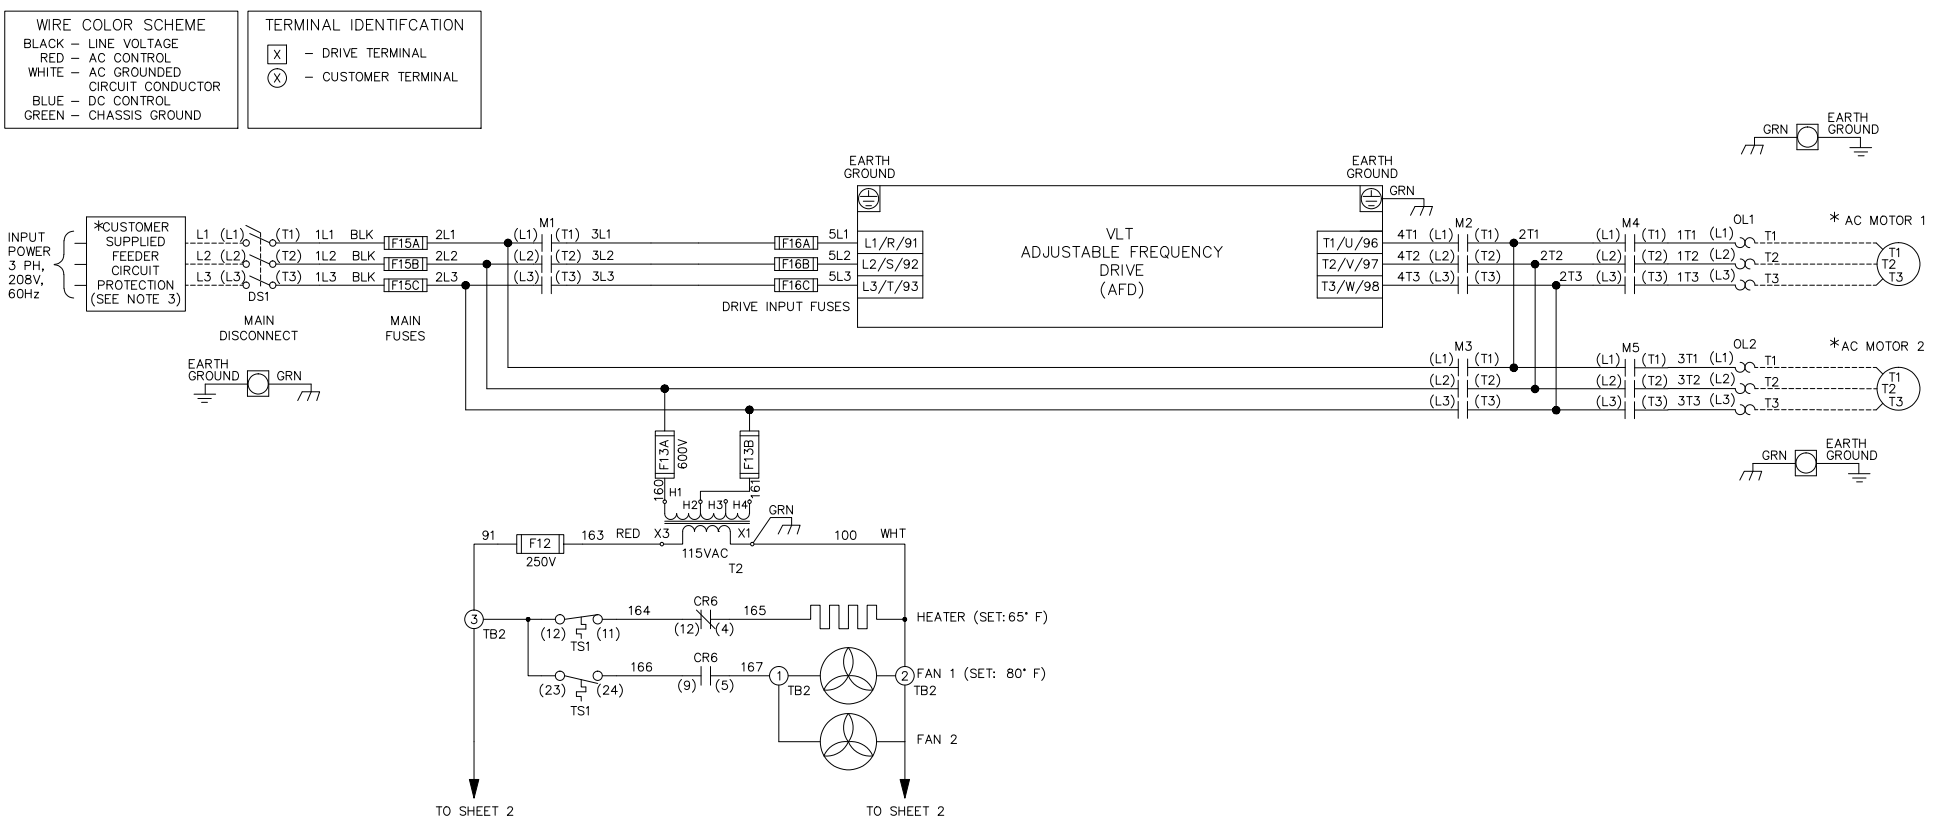 WIRE COLOR SCHEME
BLACK – LINE VOLTAGE
RED – AC CONTROL
WHITE – AC GROUNDED
CIRCUIT CONDUCTOR
BLUE – DC CONTROL
GREEN – CHASSIS GROUND
TERMINAL IDENTIFCATION
X – DRIVE TERMINAL
X – CUSTOMER TERMINAL
GRN
EARTH
GROUND
INPUT
POWER
3 PH,
208V,
60Hz
*CUSTOMER
SUPPLIED
FEEDER
CIRCUIT
PROTECTION
(SEE NOTE 3)
L1 (L1) (T1) 1L1 BLK F15A 2L1 (L1) M1 (T1) 3L1 F16A 5L1 L1/R/91
L2 (L2) 1L2 BLK F15B 2L2 (L2) (T2) 3L2 F16B 5L2 L2/S/92
L3 (L3) (T3) 1L3 BLK F15C 2L3 (L3) (T3) 3L3 F16C 5L3 L3/T/93
DS1
MAIN
DISCONNECT
MAIN
FUSES
DRIVE INPUT FUSES
EARTH
GROUND
VLT
ADJUSTABLE FREQUENCY
DRIVE
(AFD)
EARTH
GROUND
GRN
T1/U/96 4T1 (L1) M2 (T1) 2T1 (L1) M4 (T1) 1T1 (L1) OL1 T1
T2/V/97 4T2 (L2) (T2) 2T2 (L2) (T2) 1T2 (L2) T2
T3/W/98 4T3 (L3) (T3) 2T3 (L3) (T3) 1T3 (L3) T3
* AC MOTOR 1
T1
T2
T3
EARTH
GROUND GRN
(L1) M3 (T1) (L1) M5 (T1) 3T1 (L1) OL2 T1
(L2) (T2) (L2) (T2) 3T2 (L2) T2
(L3) (T3) (L3) (T3) 3T3 (L3) T3
*AC MOTOR 2
T1
T2
T3
GRN
EARTH
GROUND
F13A
600V
F13B
160
H1
H2 H3 H4
161
GRN
91 F12 163 RED X3 X1 100 WHT
250V
115VAC
T2
3
TB2
(12) (11)
TS1
164
CR6
(12) (4)
165
HEATER (SET:65° F)
(23) (24)
TS1
166
CR6
(9) (5)
167
1
TB2
2
TB2
FAN 1 (SET: 80° F)
FAN 2
TO SHEET 2
TO SHEET 2